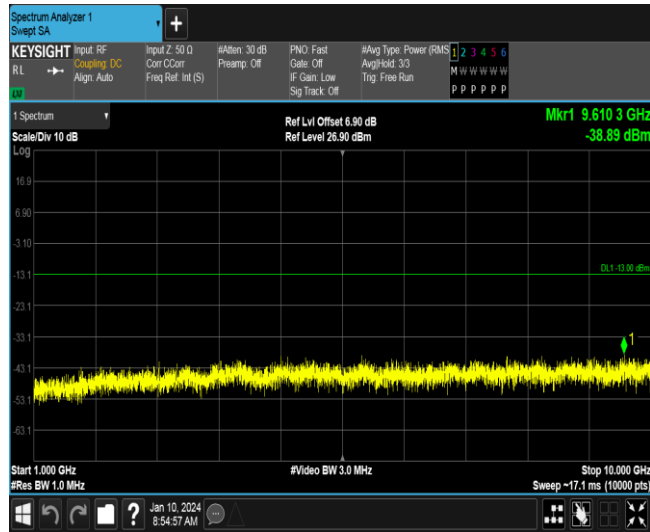 Spectrum Analyzer 1
Swept SA
+
KEYSIGHT Input: RF Input Z: 50 Ω #Atten: 30 dB PNO: Fast #Avg Type: Power (RMS 1 2 3 4 5 6
RL Coupling: DC Corr CCorr Preamp: Off Gate: Off Avg|Hold: 3/3 M W W W W W
Align: Auto Freq Ref: Int (S) IF Gain: Low Trig: Free Run
Sig Track: Off P P P P P P
LXI
1 Spectrum Ref Lvl Offset 6.90 dB Mkr1 9.610 3 GHz
Scale/Div 10 dB Ref Level 26.90 dBm -38.89 dBm
Log
16.9
6.90
-3.10
-13.1 DL1 -13.00 dBm
-23.1
-33.1
1
-43.1
-53.1
-63.1
Start 1.000 GHz #Video BW 3.0 MHz Stop 10.000 GHz
#Res BW 1.0 MHz Sweep ~17.1 ms (10000 pts)
? Jan 10, 2024
8:54:57 AM